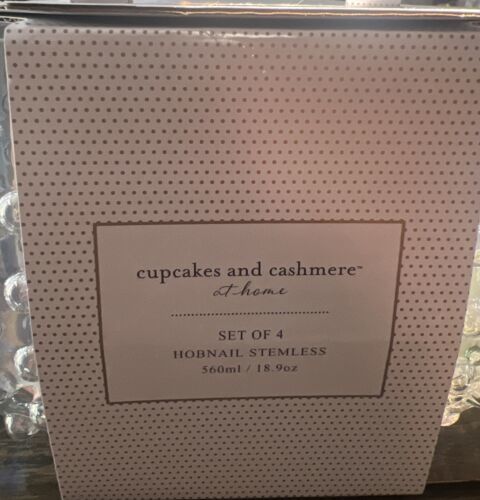 cupcakes and cashmere™
at home
SET OF 4
HOBNAIL STEMLESS
560ml / 18.9oz